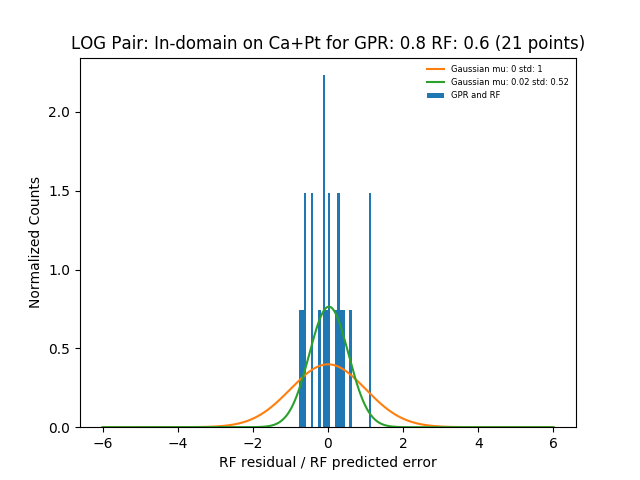 LOG Pair: In-domain on Ca+Pt for GPR: 0.8 RF: 0.6 (21 points)
Gaussian mu: 0 std: 1
Gaussian mu: 0.02 std: 0.52
GPR and RF
Normalized Counts
2.0
1.5
1.0
0.5
0.0
−6 −4 −2 0 2 4 6
RF residual / RF predicted error